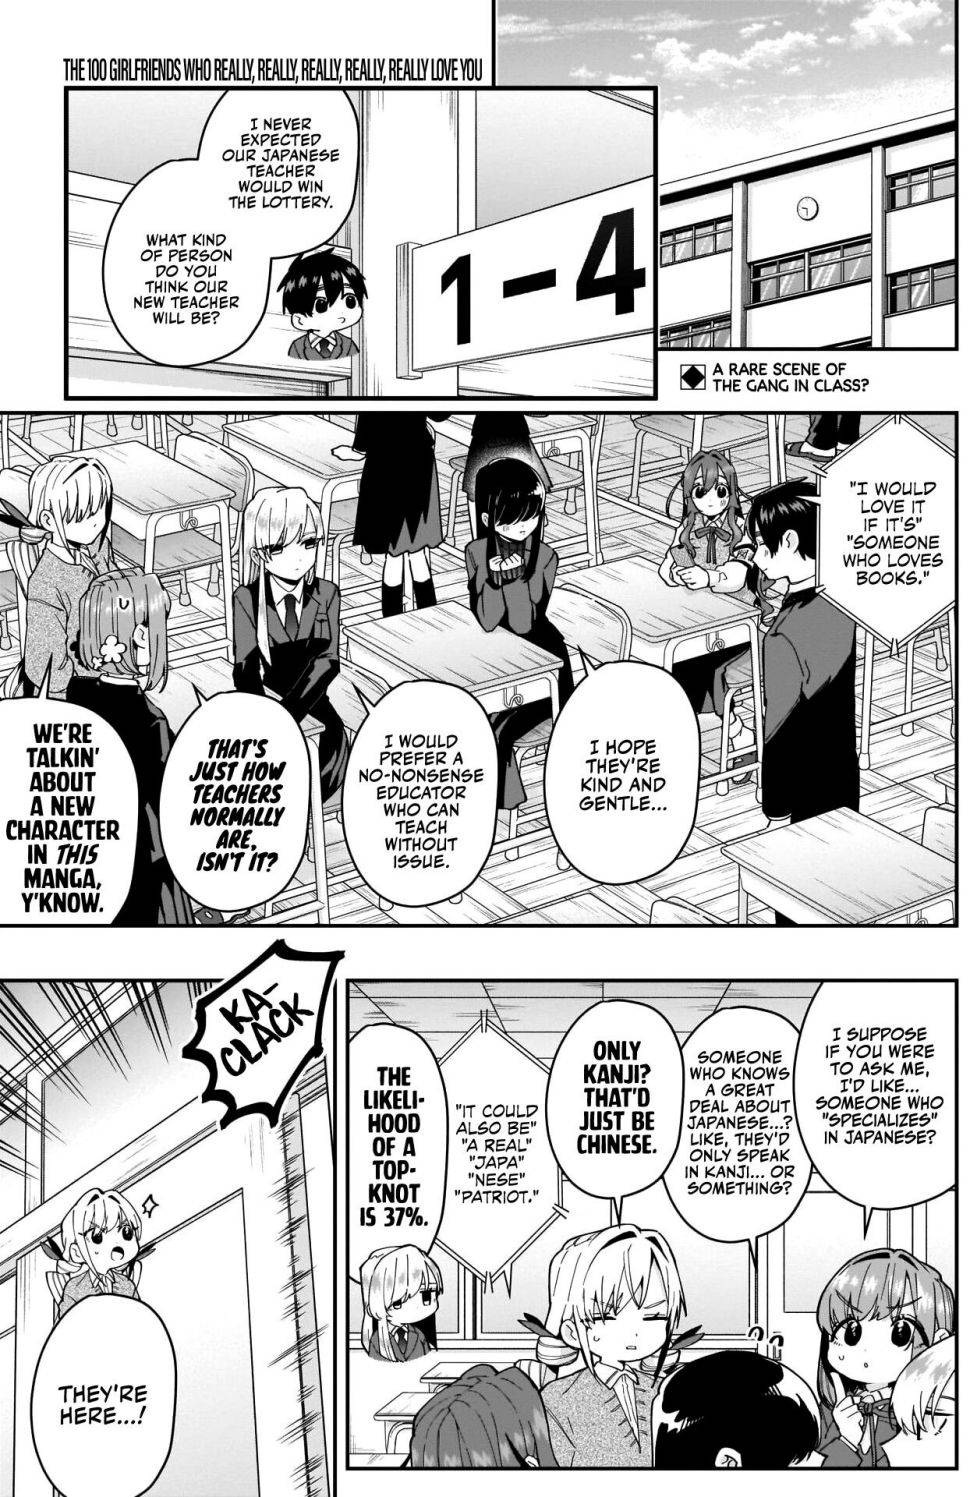 THE 100 GIRLFRIENDS WHO REALLY, REALLY, REALLY, REALLY, REALLY LOVE YOU
I NEVER
EXPECTED
OUR JAPANESE
TEACHER
WOULD WIN
THE LOTTERY.
WHAT KIND
OF PERSON
DO YOU
THINK OUR
NEW TEACHER
WILL BE?
1-4
A RARE SCENE OF
THE GANG IN CLASS?
"I WOULD
LOVE IT
IF IT'S"
"SOMEONE
WHO LOVES
BOOKS."
I HOPE
THEY'RE
KIND AND
GENTLE...
I WOULD
PREFER A
NO-NONSENSE
EDUCATOR
WHO CAN
TEACH
WITHOUT
ISSUE.
THAT'S
JUST HOW
TEACHERS
NORMALLY
ARE,
ISN'T IT?
WE'RE
TALKIN'
ABOUT
A NEW
CHARACTER
IN THIS
MANGA,
Y'KNOW.
I SUPPOSE
IF YOU WERE
TO ASK ME,
I'D LIKE...
SOMEONE WHO
"SPECIALIZES"
IN JAPANESE?
SOMEONE
WHO KNOWS
A GREAT
DEAL ABOUT
JAPANESE...?
LIKE, THEY'D
ONLY SPEAK
IN KANJI... OR
SOMETHING?
ONLY
KANJI?
THAT'D
JUST BE
CHINESE.
"IT COULD
ALSO BE"
"A REAL"
"JAPA"
"NESE"
"PATRIOT."
THE
LIKELI-
HOOD
OF A
TOP-
KNOT
IS 37%.
??
KA-
CLACK
THEY'RE
HERE...!